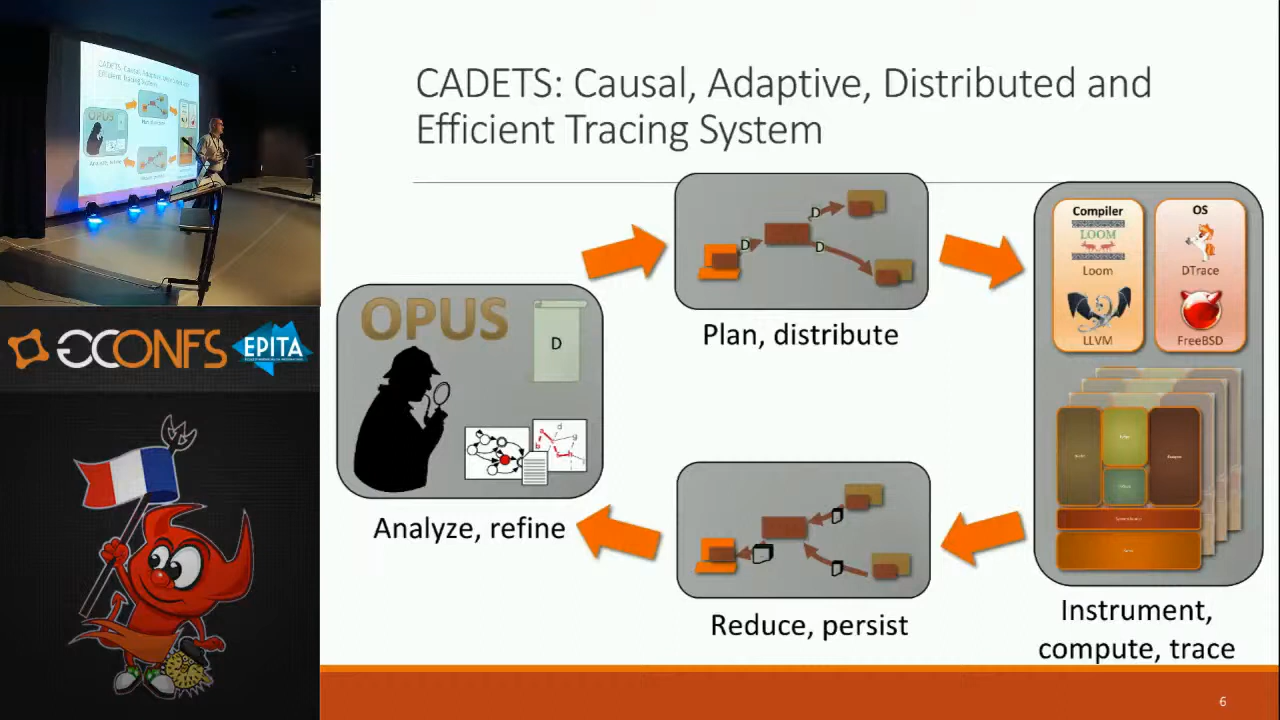 CADETS: Causal, Adaptive, Distributed and
Efficient Tracing System
OPUS
D
Analyze, refine
D
D
D
Plan, distribute
Compiler
LOOM
Loom
LLVM
OS
DTrace
FreeBSD
Instrument,
compute, trace
Reduce, persist
GCONFS
EPITA
6